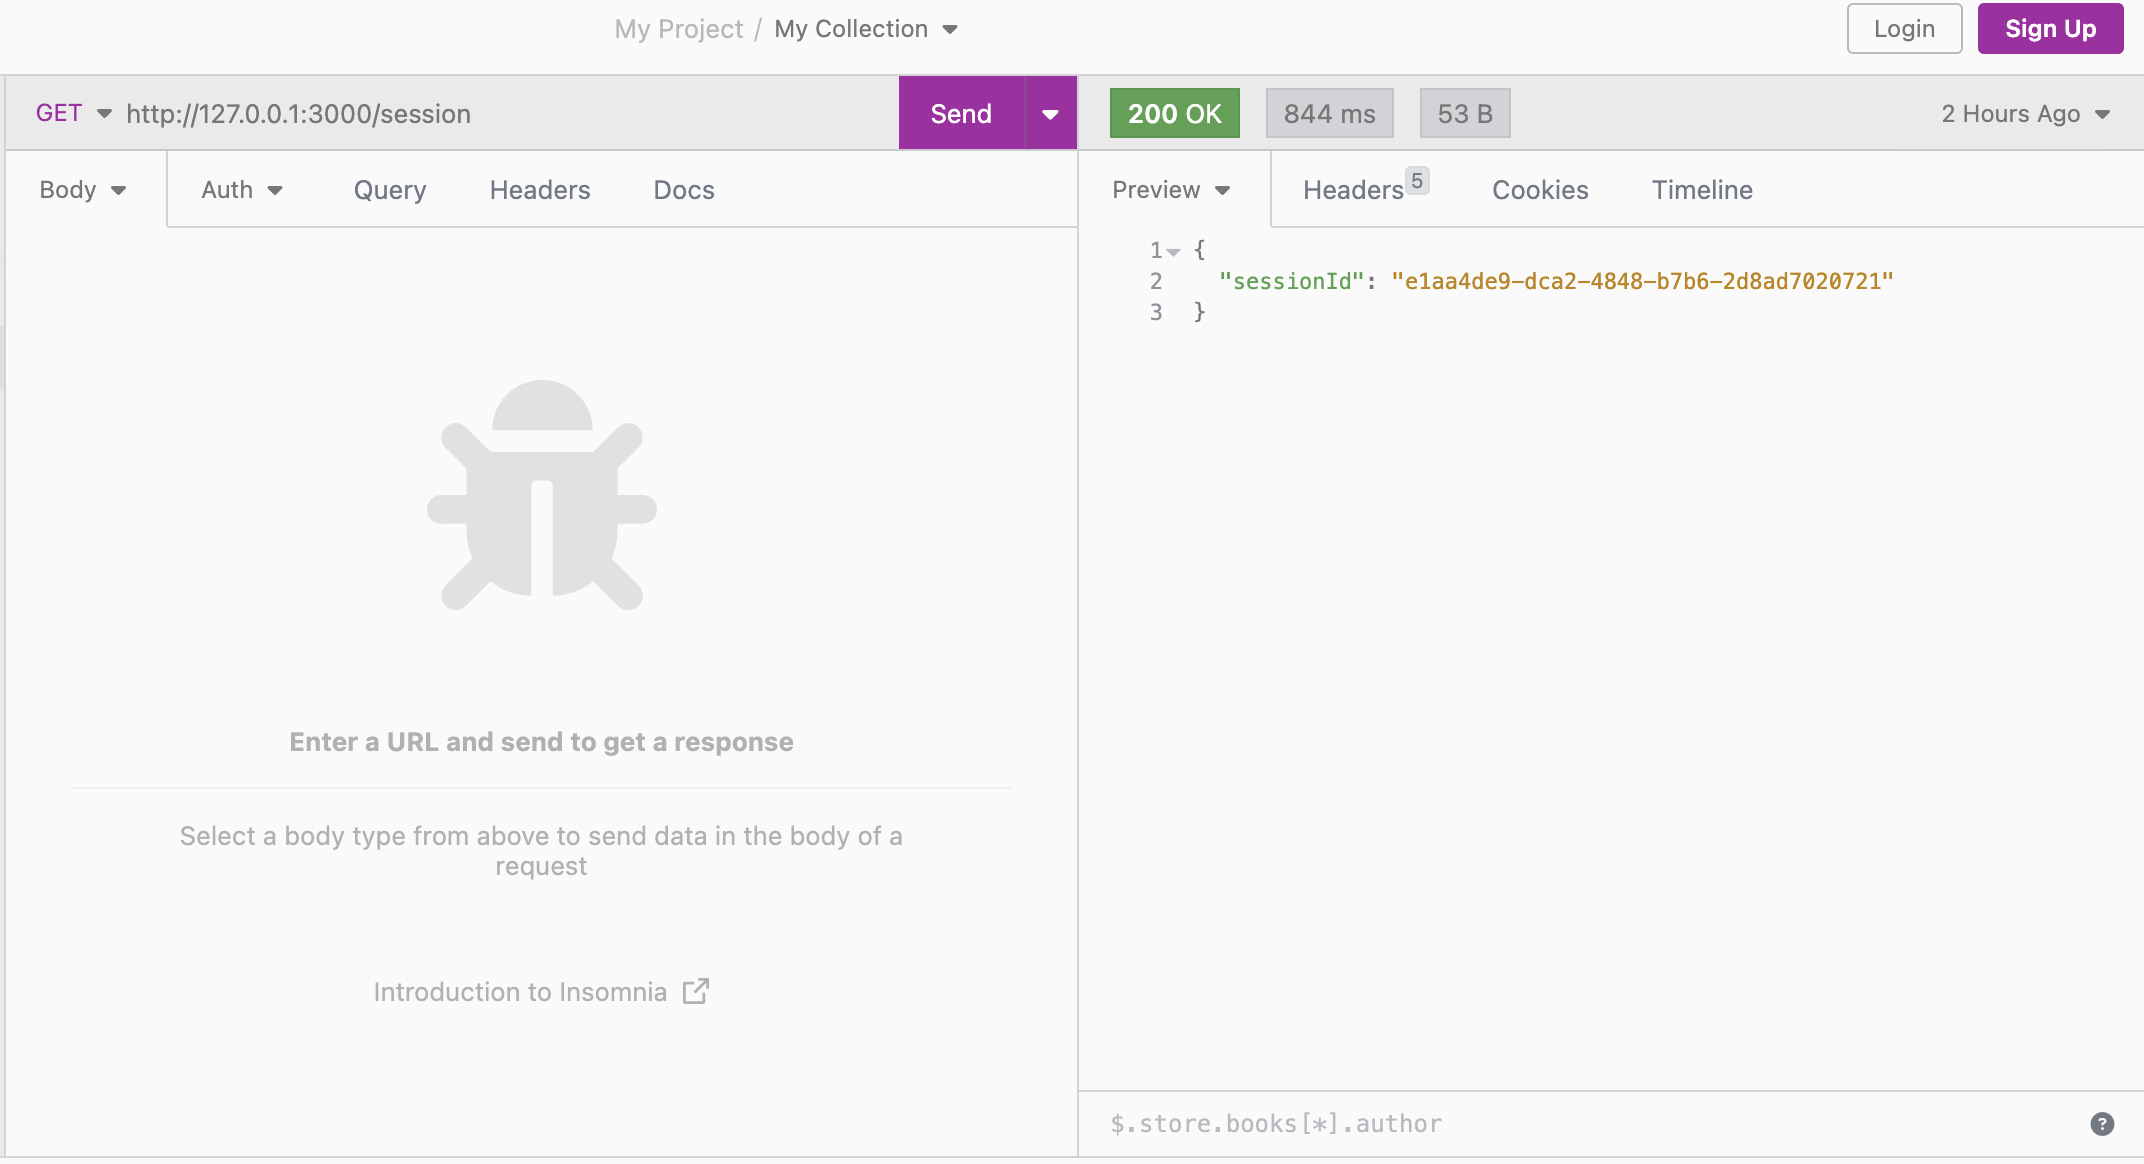 My Project / My Collection
Login
Sign Up
GET http://127.0.0.1:3000/session
Send
200 OK
844 ms
53 B
2 Hours Ago
Body
Auth
Query
Headers
Docs
Preview
Headers 5
Cookies
Timeline
1 {
2 "sessionId": "e1aa4de9-dca2-4848-b7b6-2d8ad7020721"
3 }
Enter a URL and send to get a response
Select a body type from above to send data in the body of a
request
Introduction to Insomnia
$.store.books[*].author
?